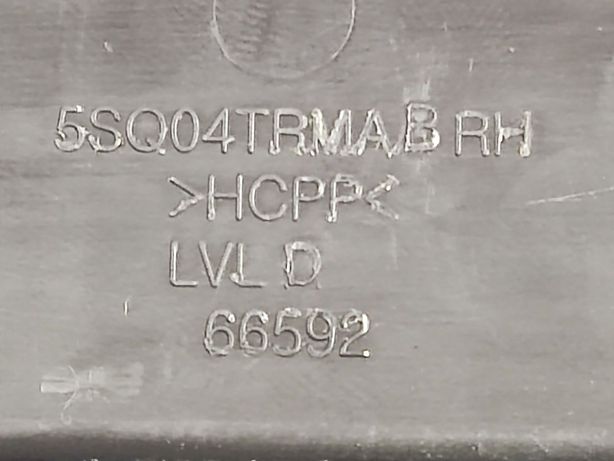 5SQ04TRMAB RH
>HCPP<
LVL D
66592